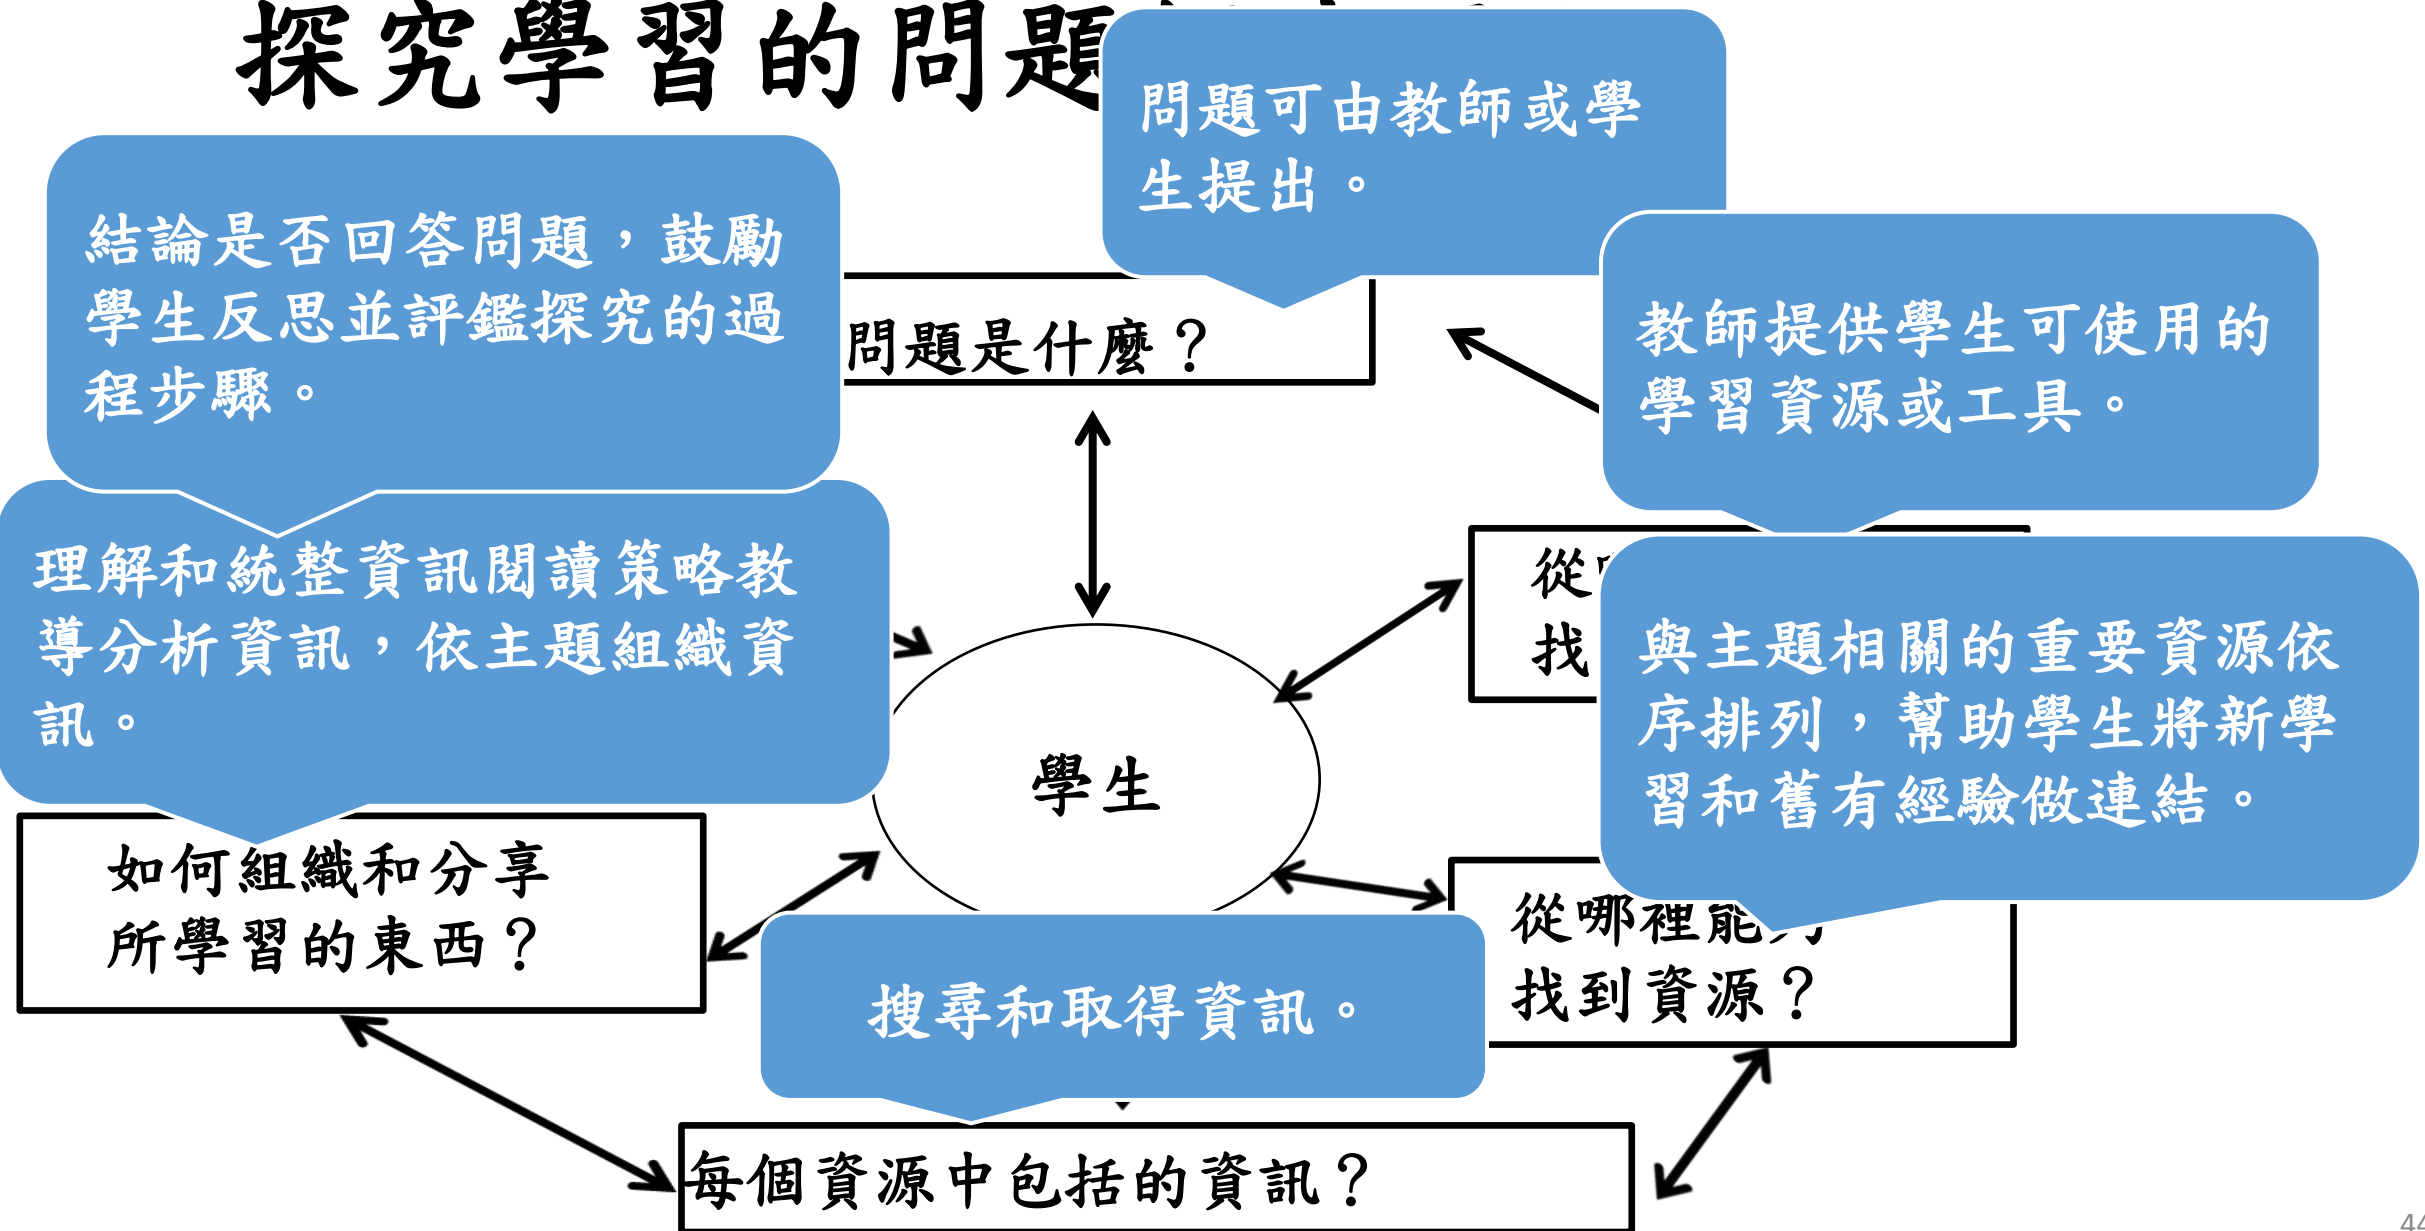 探究學習的問題
問題可由教師或學
生提出。
結論是否回答問題，鼓勵
學生反思並評鑑探究的過
程步驟。
問題是什麼？
教師提供學生可使用的
學習資源或工具。
理解和統整資訊閱讀策略教
導分析資訊，依主題組織資
訊。
從
找
與主題相關的重要資源依
序排列，幫助學生將新學
習和舊有經驗做連結。
學生
如何組織和分享
所學習的東西？
從哪裡能
找到資源？
搜尋和取得資訊。
每個資源中包括的資訊？
44